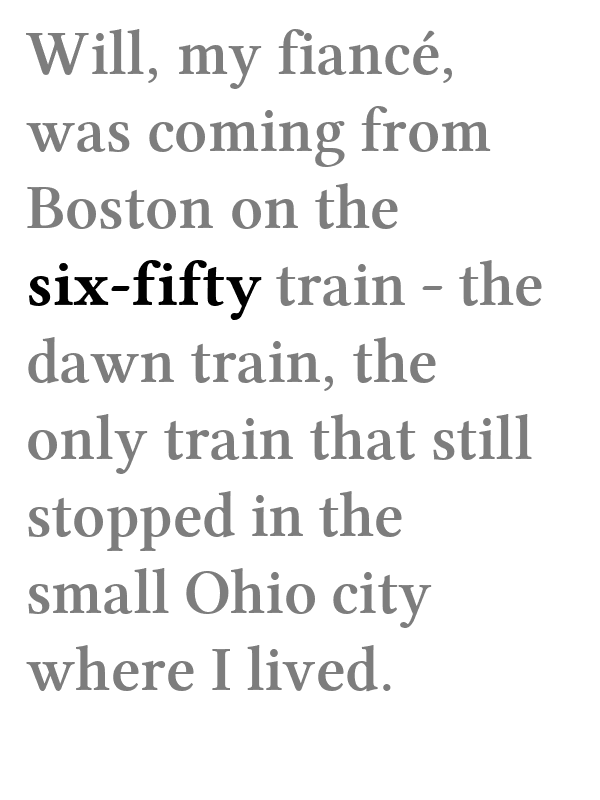 Will, my fiancé,
was coming from
Boston on the
six-fifty train - the
dawn train, the
only train that still
stopped in the
small Ohio city
where I lived.